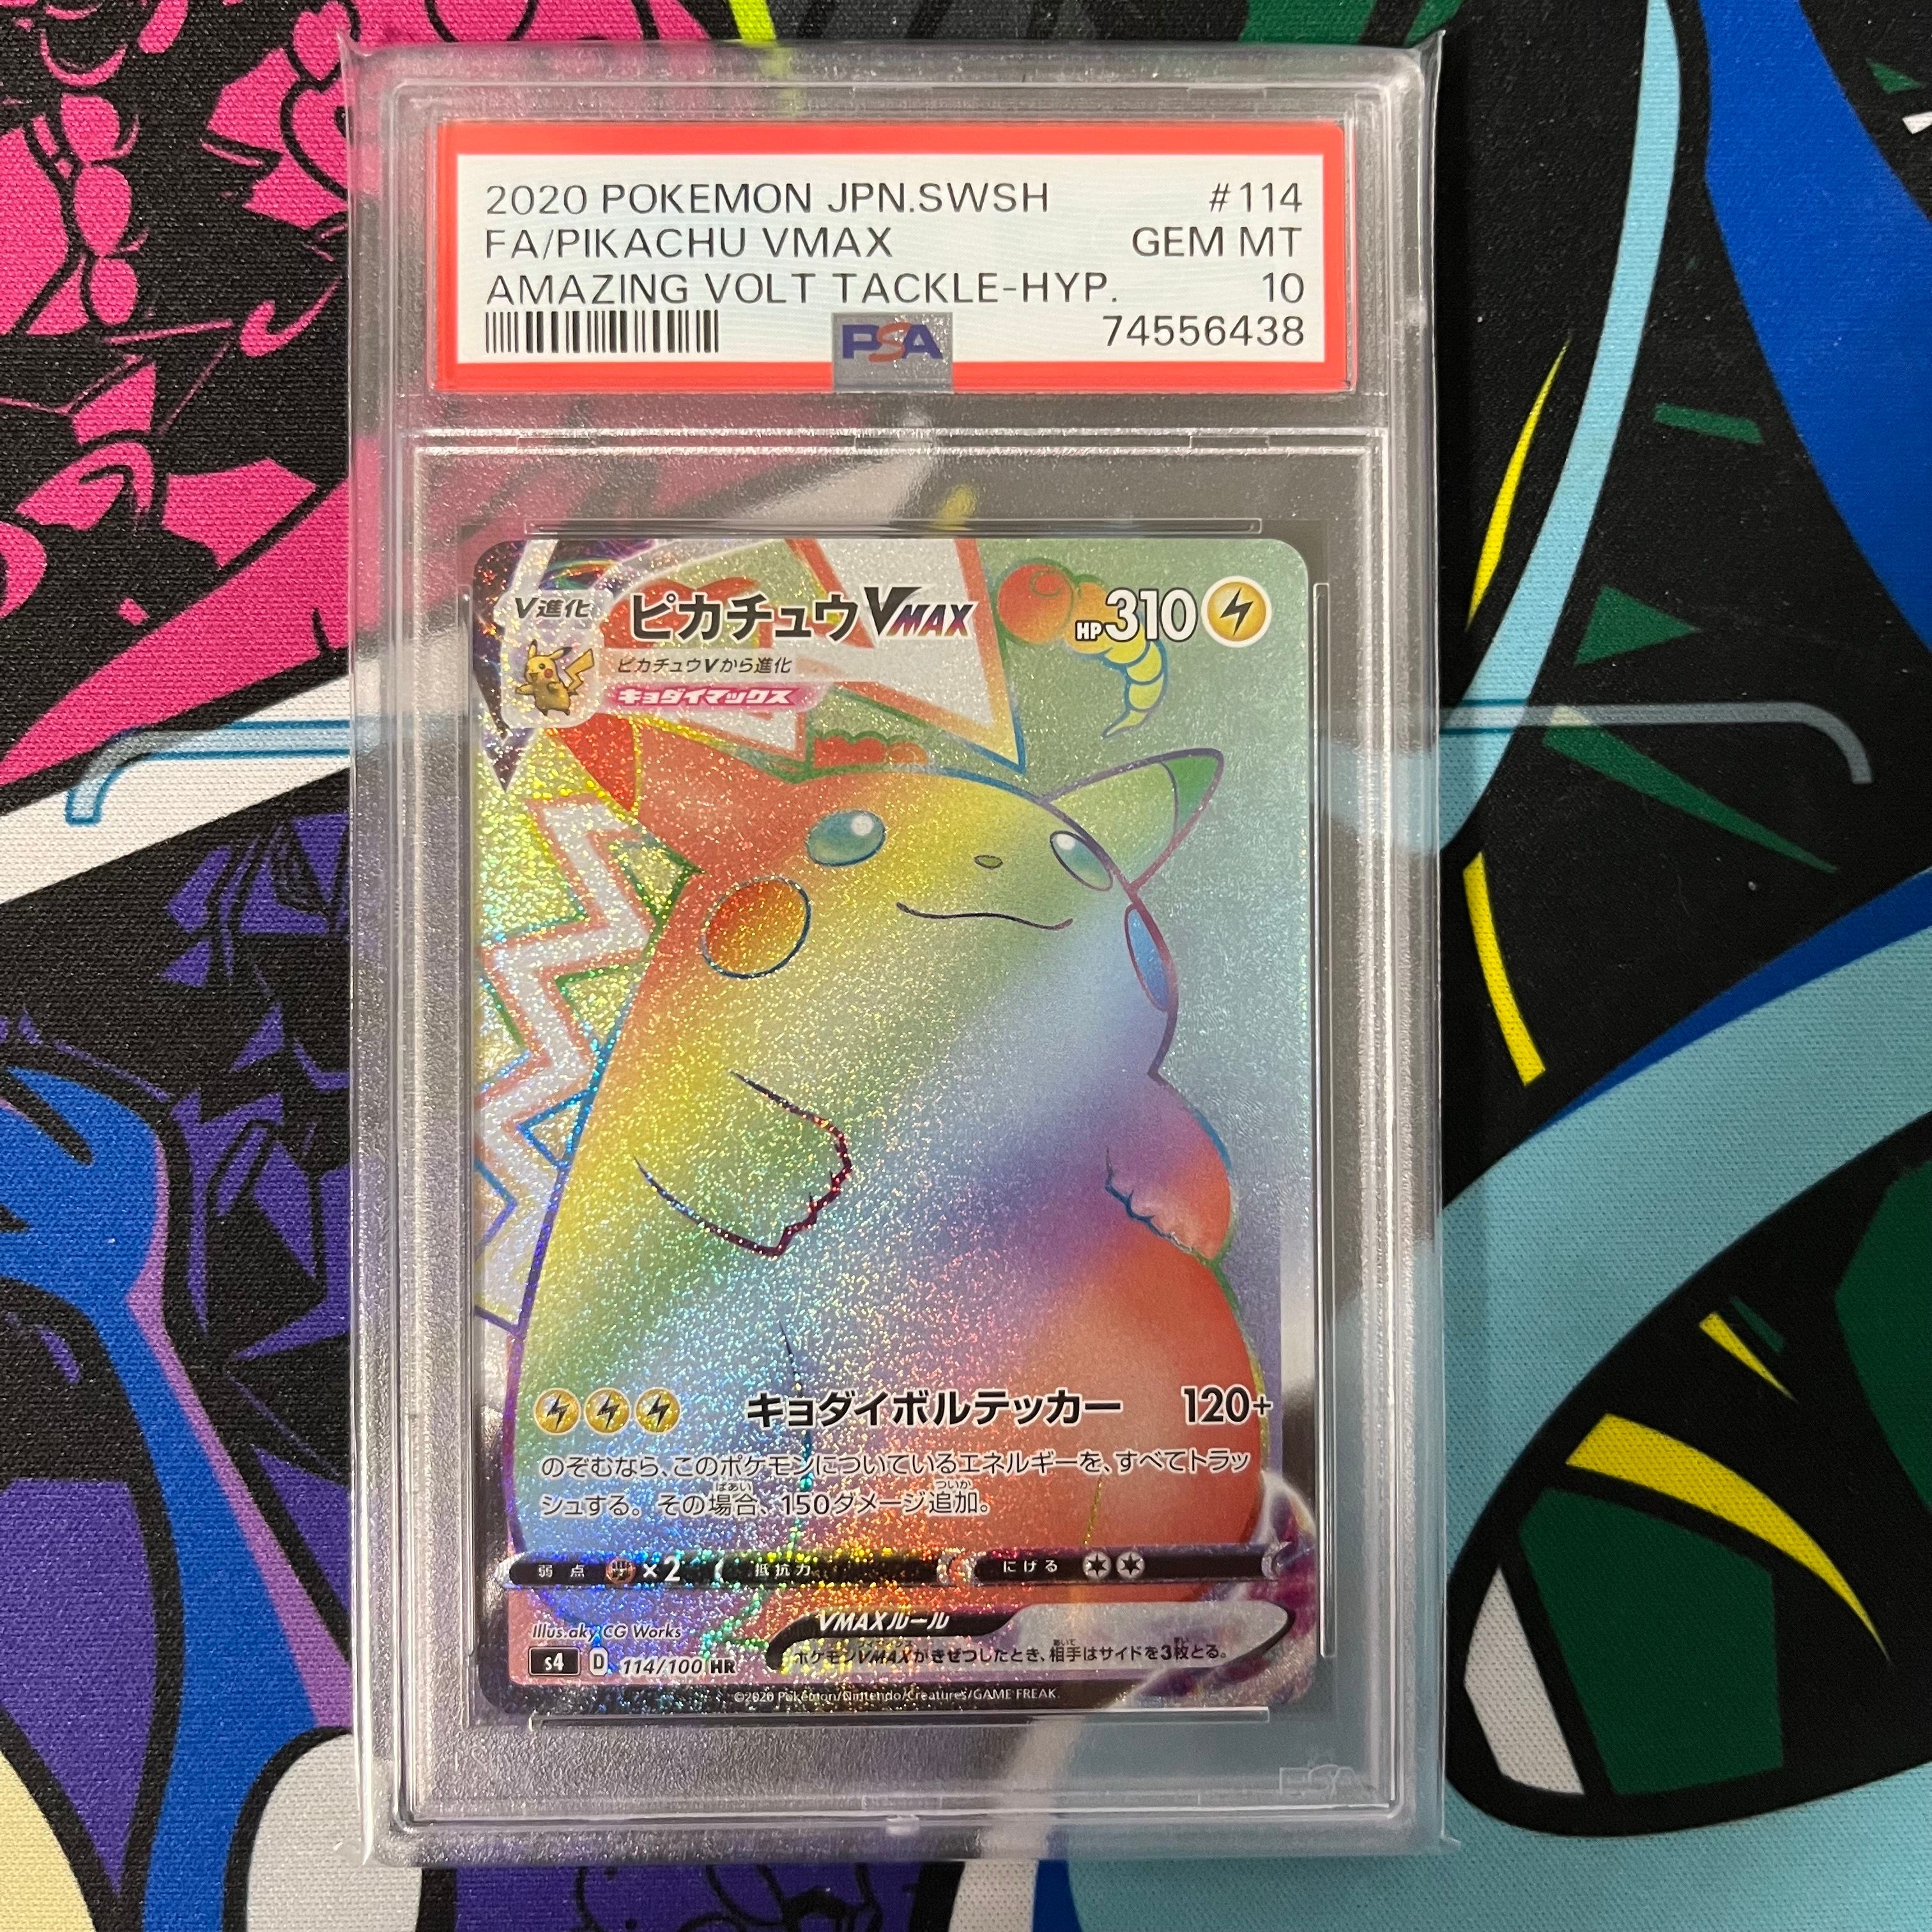 2020 POKEMON JPN.SWSH #114
FA/PIKACHU VMAX GEM MT
AMAZING VOLT TACKLE-HYP. 10
PSA 74556438
V進化 ピカチュウVMAX HP310
ピカチュウVから進化
キョダイマックス
キョダイボルテッカー 120+
のぞむなら、このポケモンについているエネルギーを、すべてトラッ
シュする。その場合、150ダメージ追加。
ばあい ついか
弱点 ×2 抵抗力 にげる
Illus. aky CG Works
VMAXルール
ポケモンVMAXがきぜつしたとき、相手はサイドを3枚とる。
s4 D 114/100 HR
©2020 Pokémon/Nintendo/Creatures/GAME FREAK.